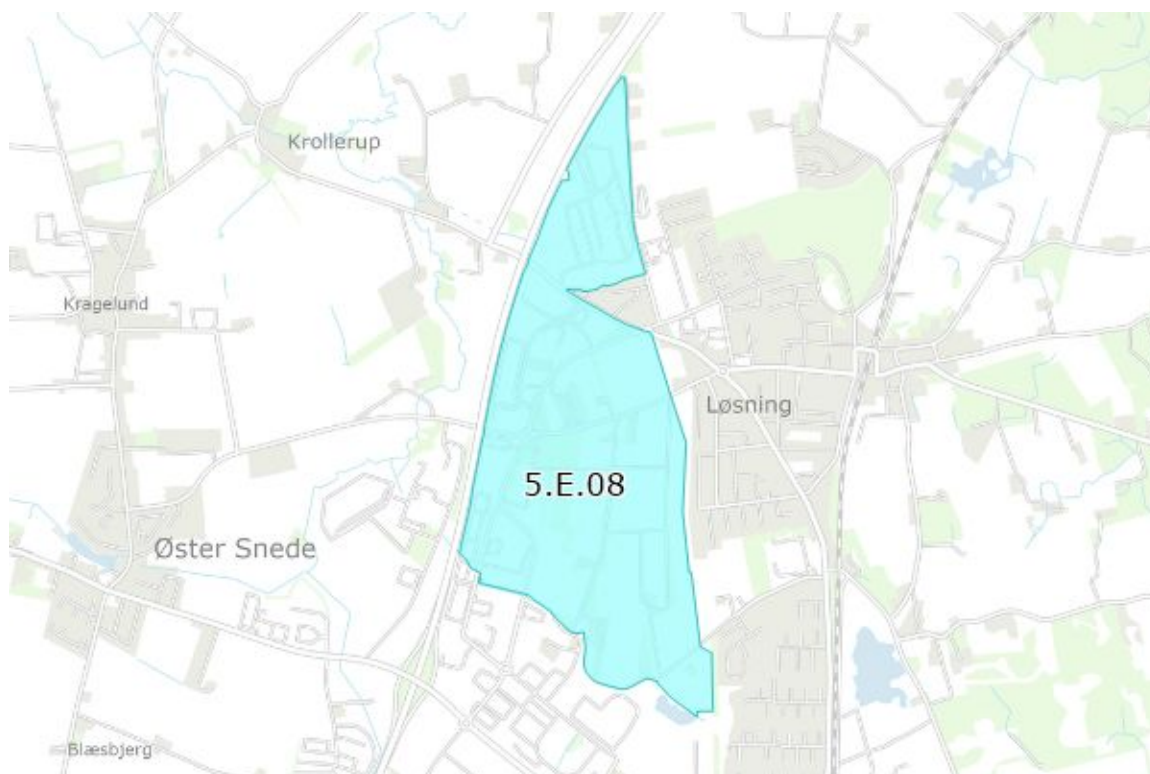 Krollerup
Kragelund
Løsning
5.E.08
Øster Snede
Blæsbjerg